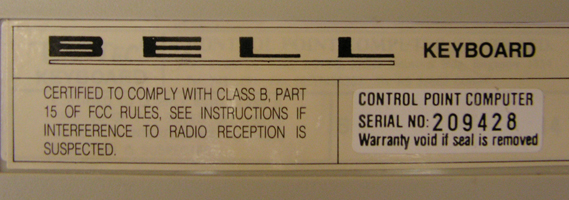 BELL KEYBOARD
CERTIFIED TO COMPLY WITH CLASS B, PART
15 OF FCC RULES, SEE INSTRUCTIONS IF
INTERFERENCE TO RADIO RECEPTION IS
SUSPECTED.
CONTROL POINT COMPUTER
SERIAL NO: 209428
Warranty void if seal is removed